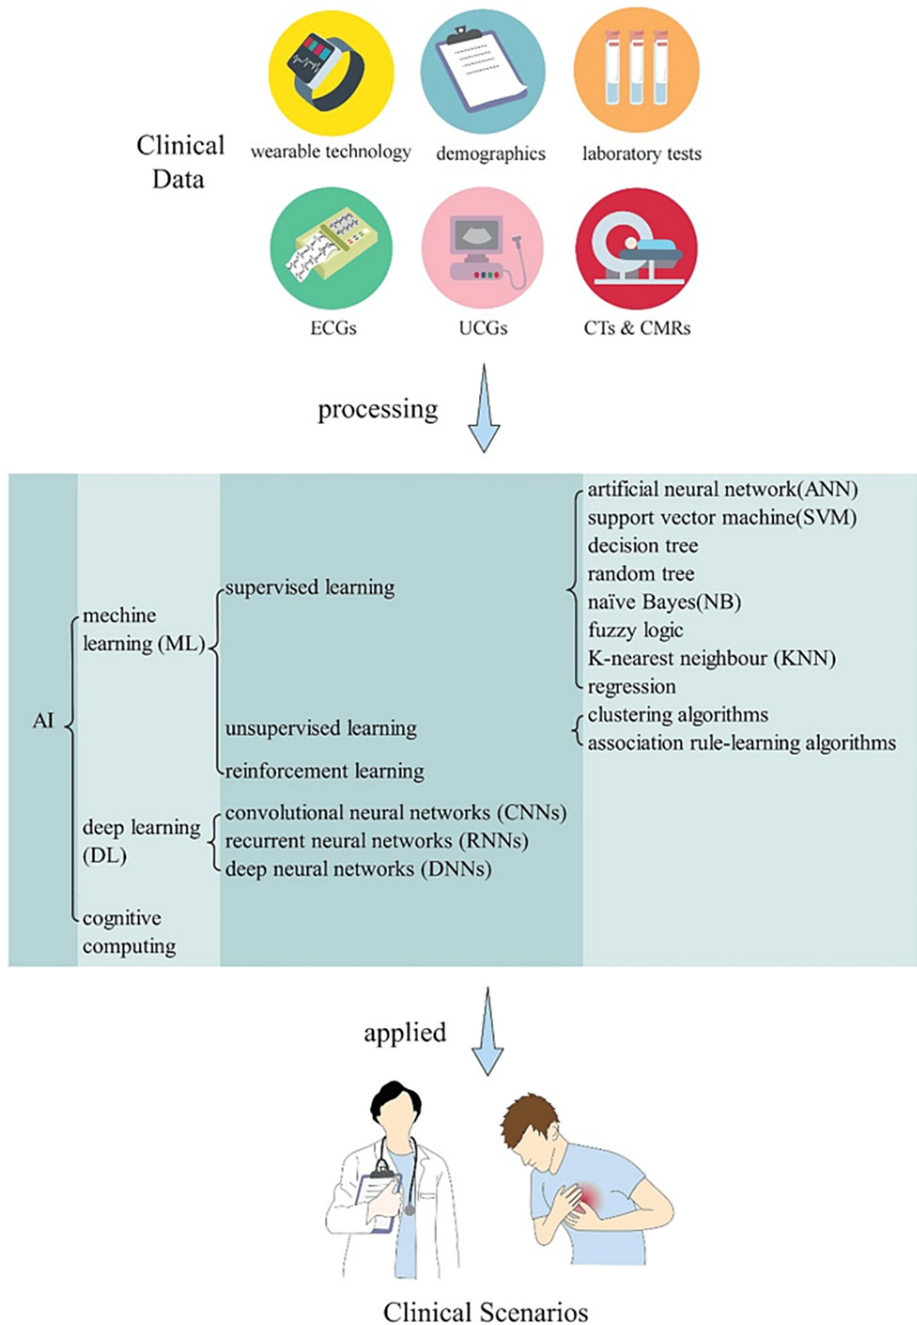 Clinical
Data
wearable technology
demographics
laboratory tests
ECGs
UCGs
CTs & CMRs
processing
AI
mechine
learning (ML)
supervised learning
artificial neural network(ANN)
support vector machine(SVM)
decision tree
random tree
naïve Bayes(NB)
fuzzy logic
K-nearest neighbour (KNN)
regression
unsupervised learning
clustering algorithms
association rule-learning algorithms
reinforcement learning
deep learning
(DL)
convolutional neural networks (CNNs)
recurrent neural networks (RNNs)
deep neural networks (DNNs)
cognitive
computing
applied
Clinical Scenarios